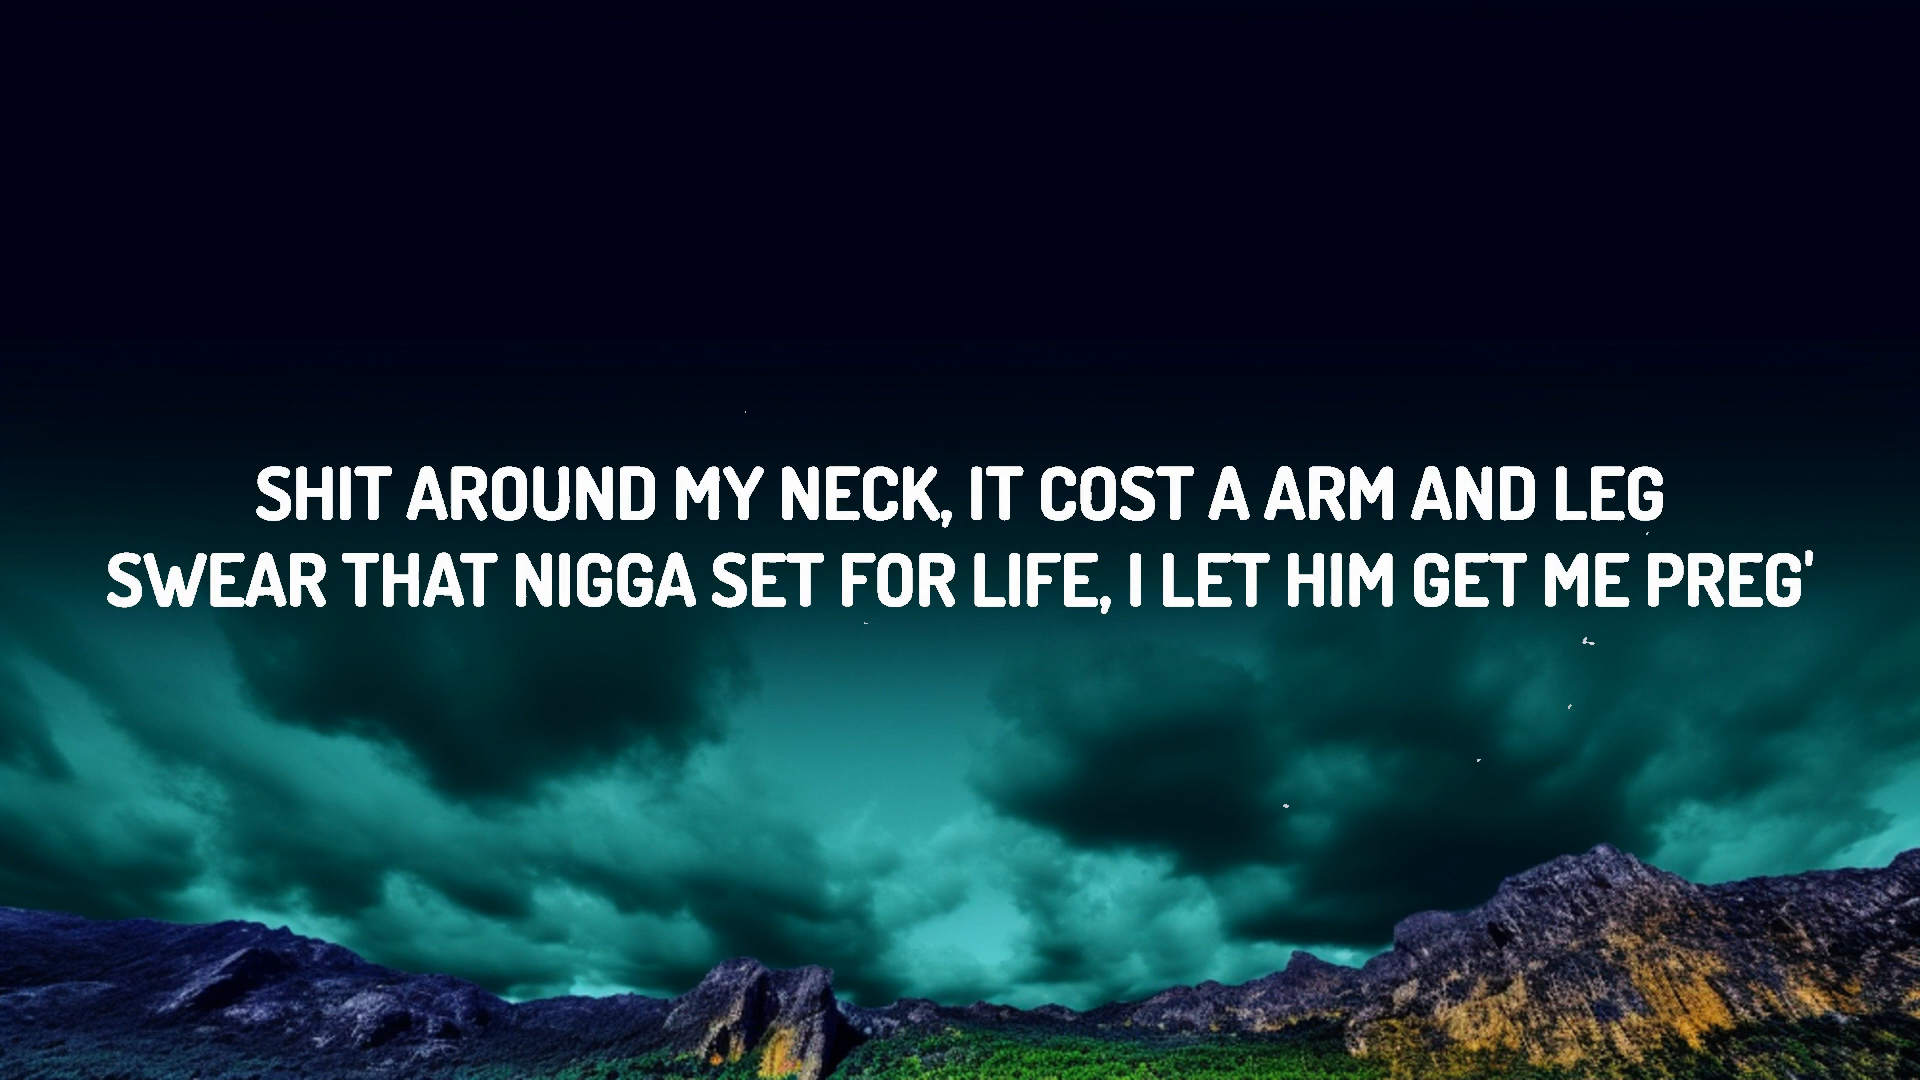 SHIT AROUND MY NECK, IT COST A ARM AND LEG
SWEAR THAT NIGGA SET FOR LIFE, I LET HIM GET ME PREG'